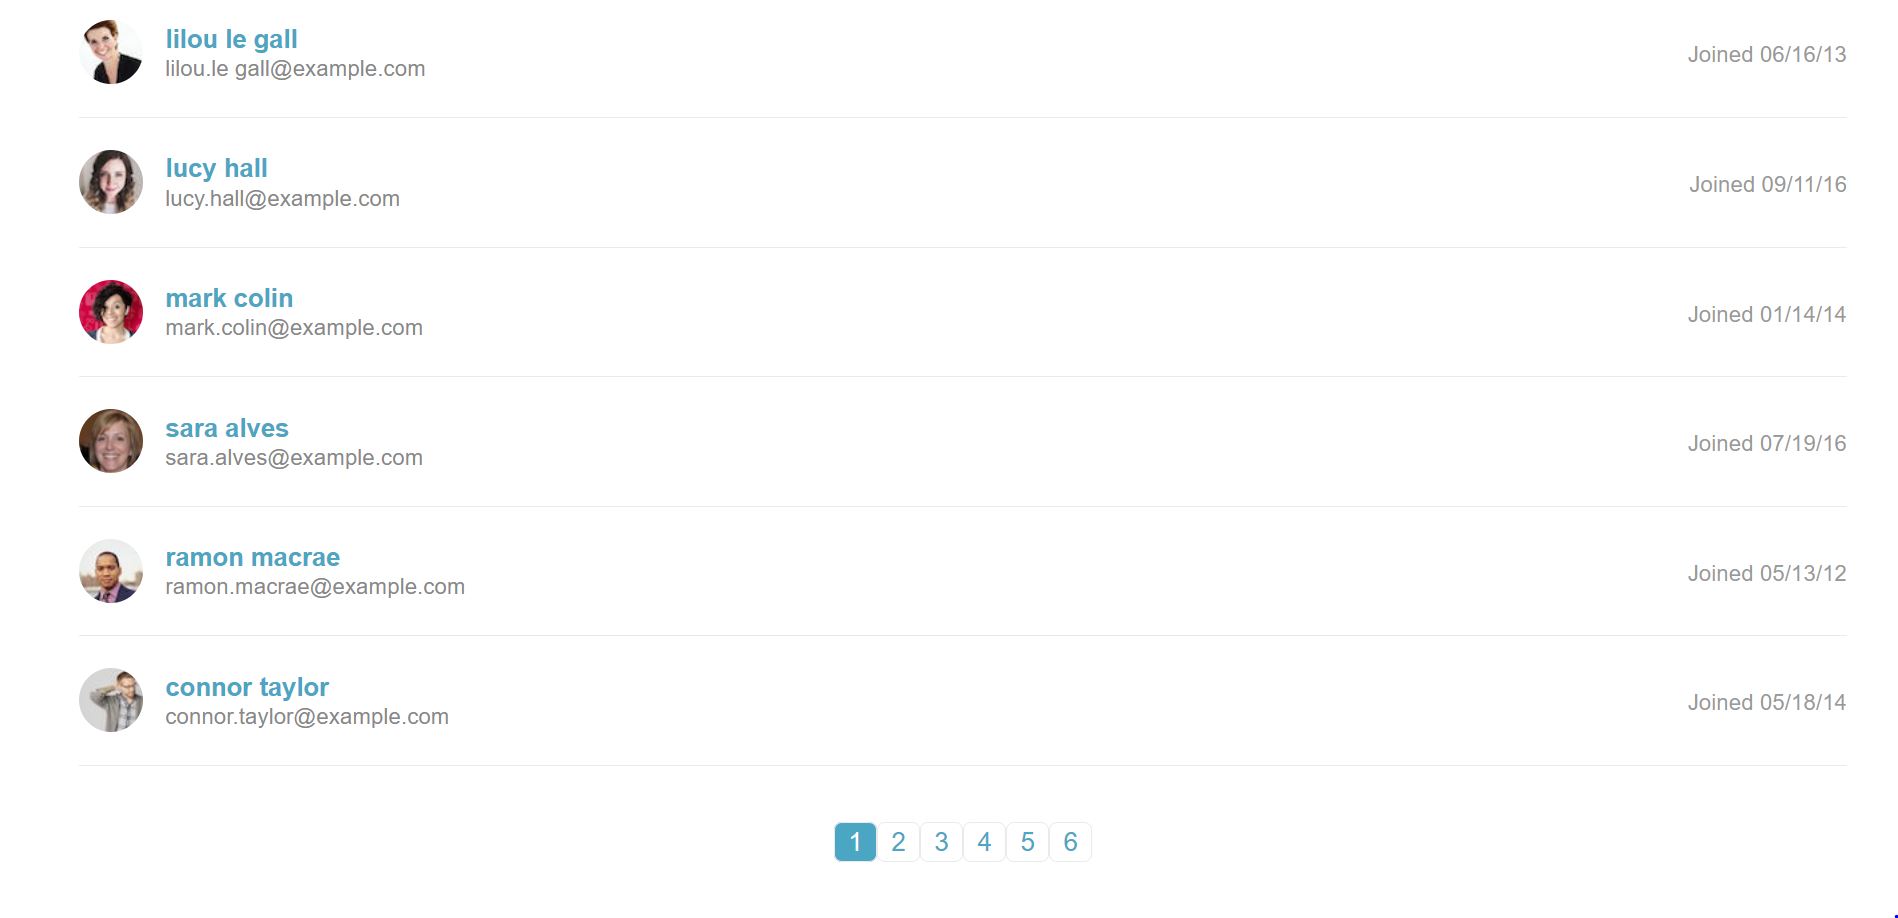 lilou le gall
lilou.le gall@example.com
Joined 06/16/13
lucy hall
lucy.hall@example.com
Joined 09/11/16
mark colin
mark.colin@example.com
Joined 01/14/14
sara alves
sara.alves@example.com
Joined 07/19/16
ramon macrae
ramon.macrae@example.com
Joined 05/13/12
connor taylor
connor.taylor@example.com
Joined 05/18/14
1 2 3 4 5 6